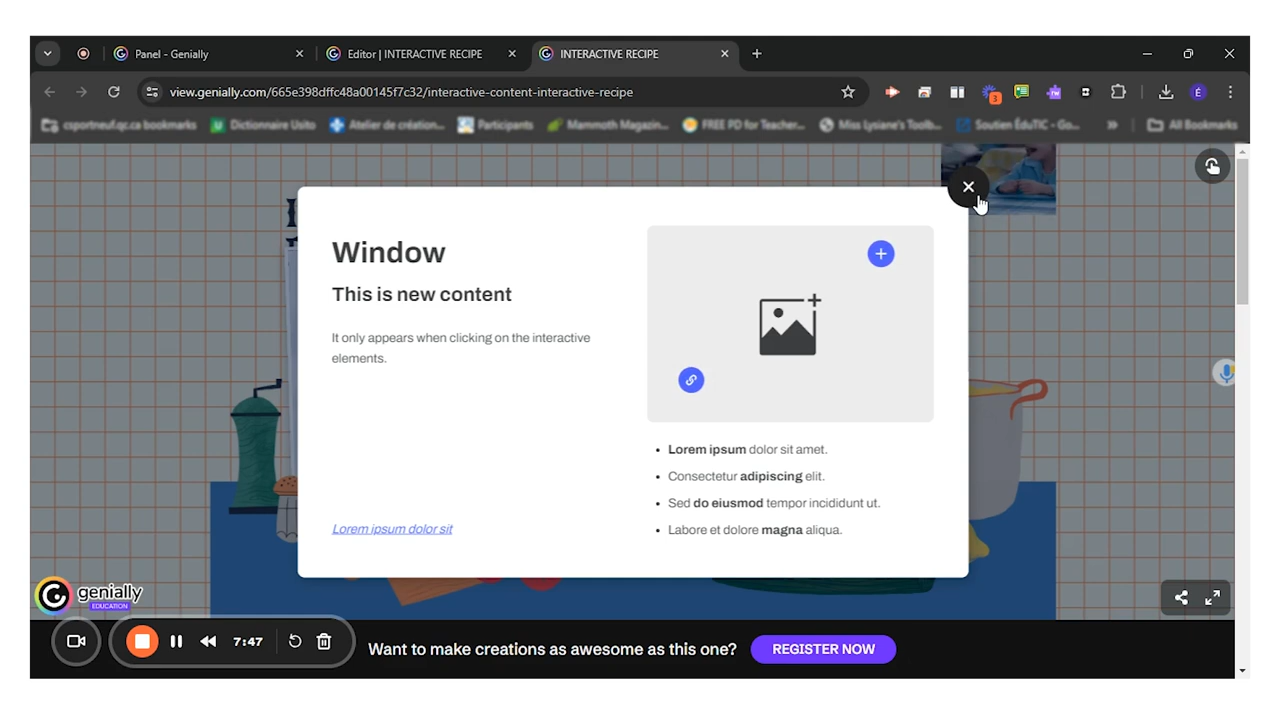 Panel - Genially
Editor | INTERACTIVE RECIPE
INTERACTIVE RECIPE
view.genially.com/665e398dffc48a00145f7c32/interactive-content-interactive-recipe
3
É
csportneuf.qc.ca bookmarks
Dictionnaire Usito
Atelier de création...
Participants
Mammoth Magazin...
FREE PD for Teacher...
Miss Lysiane's Toolb...
Soutien ÉduTIC - Go...
All Bookmarks
Window
This is new content
It only appears when clicking on the interactive
elements.
Lorem ipsum dolor sit
• Lorem ipsum dolor sit amet.
• Consectetur adipiscing elit.
• Sed do eiusmod tempor incididunt ut.
• Labore et dolore magna aliqua.
genially
EDUCATION
7:47
Want to make creations as awesome as this one?
REGISTER NOW